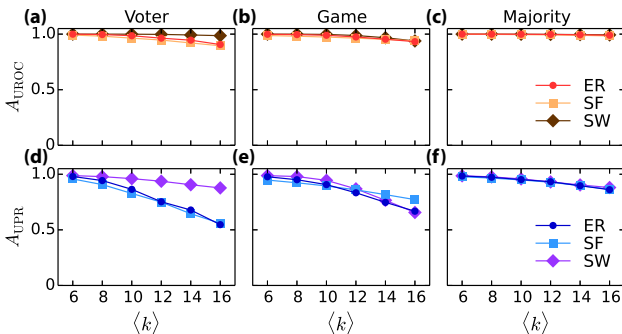 Voter Game Majority
(a) (b) (c)
1.0
A_UROC 0.5
0
ER
SF
SW
(d) (e) (f)
1.0
A_UPR 0.5
0
ER
SF
SW
6 8 10 12 14 16 6 8 10 12 14 16 6 8 10 12 14 16
⟨k⟩ ⟨k⟩ ⟨k⟩